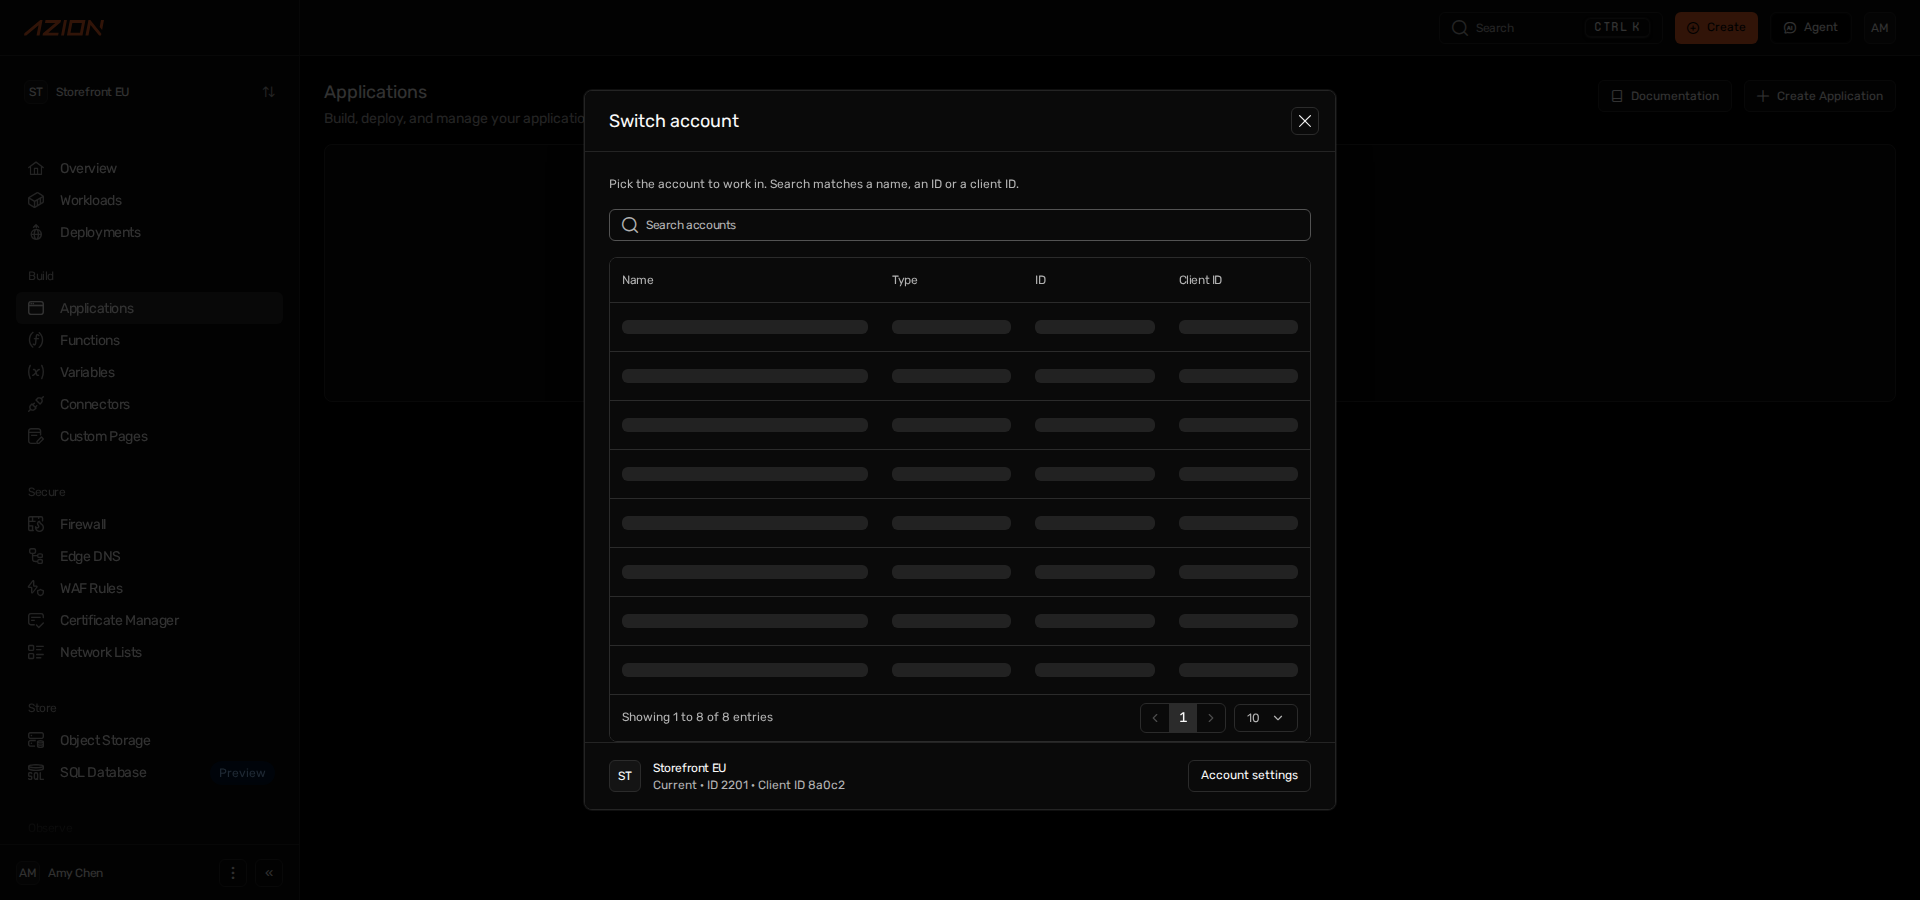 AZION
Search
CTRL K
Create
Agent
AM
ST
Storefront EU
Overview
Workloads
Deployments
Build
Applications
Functions
Variables
Connectors
Custom Pages
Secure
Firewall
Edge DNS
WAF Rules
Certificate Manager
Network Lists
Store
Object Storage
SQL Database
Preview
Observe
AM
Amy Chen
Applications
Build, deploy, and manage your applicatio
Documentation
Create Application
Switch account
Pick the account to work in. Search matches a name, an ID or a client ID.
Search accounts
Name Type ID Client ID
Showing 1 to 8 of 8 entries
1
10
ST
Storefront EU
Current • ID 2201 • Client ID 8a0c2
Account settings